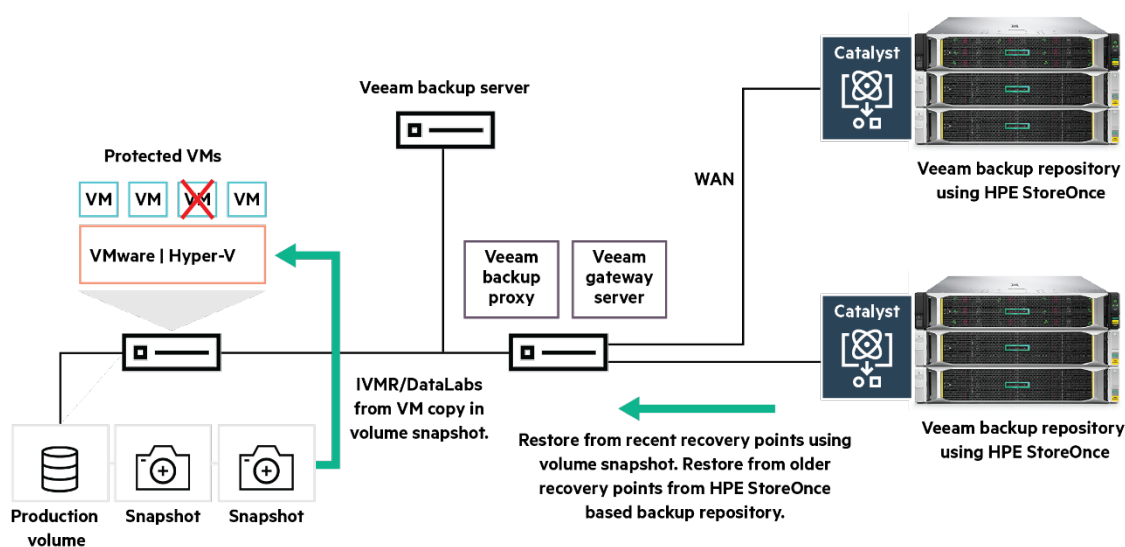 Catalyst
Veeam backup server
Protected VMs
VM
VM
VM
VM
VMware | Hyper-V
WAN
Veeam backup repository
using HPE StoreOnce
Veeam
backup
proxy
Veeam
gateway
server
Catalyst
IVMR/DataLabs
from VM copy in
volume snapshot.
Restore from recent recovery points using
volume snapshot. Restore from older
recovery points from HPE StoreOnce
based backup repository.
Veeam backup repository
using HPE StoreOnce
Production
volume
Snapshot
Snapshot